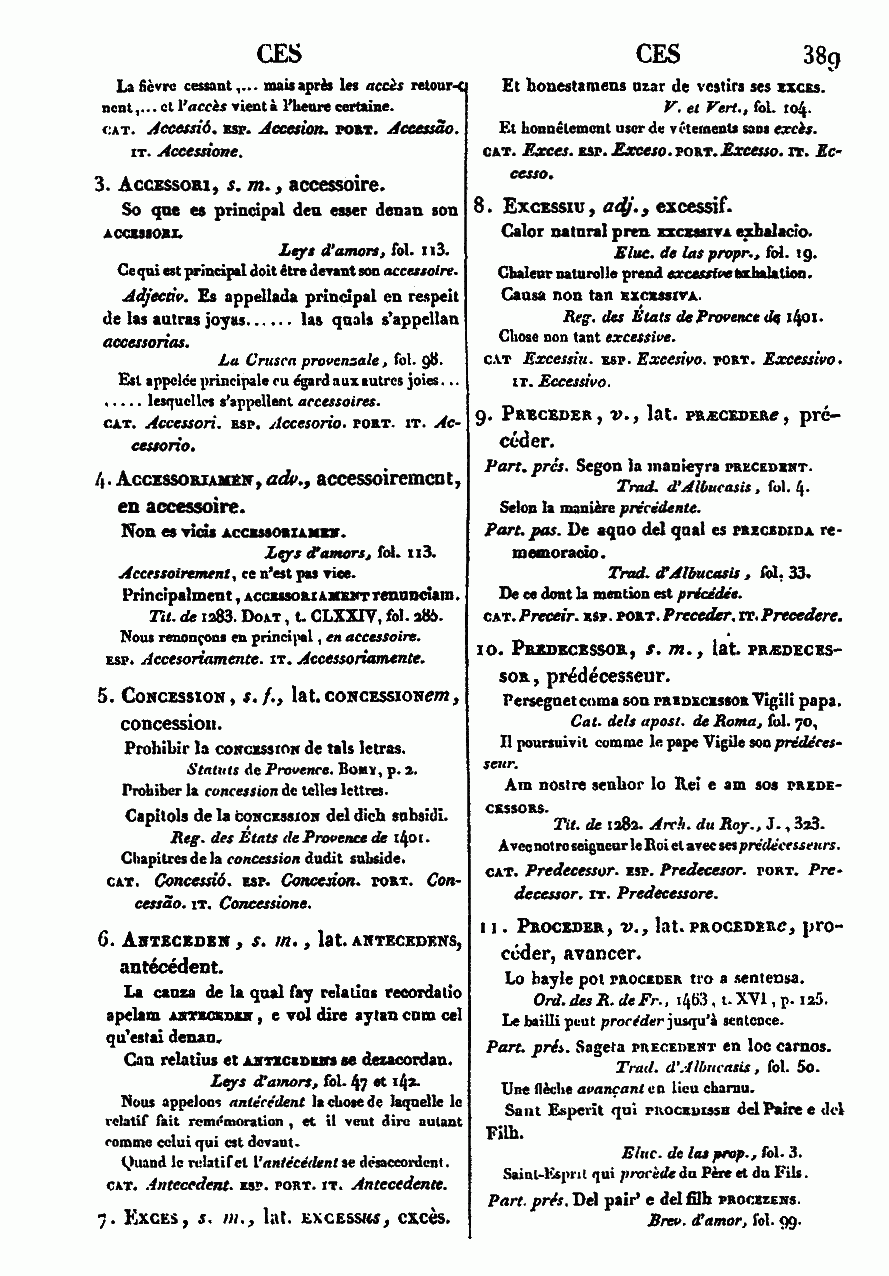 CES
La fièvre cessant,... mais après les accès retour-
nent,... et l'accès vient à l'heure certaine.
CAT. Accessió. ESP. Accesion. PORT. Accessão.
IT. Accessione.
3. ACCESSORI, s. m., accessoire.
So que es principal deu esser denan son
ACCESSORI.
Leys d'amors, fol. 113.
Ce qui est principal doit être devant son accessoire.
Adjectiv. Es appellada principal en respeit
de las autras joyas...... las quals s'appellan
accessorias.
La Crusca provenzale, fol. 98.
Est appelée principale eu égard aux autres joies...
..... lesquelles s'appellent accessoires.
CAT. Accessori. ESP. Accesorio. PORT. IT. Ac-
cessorio.
4. ACCESSORIAMEN, adv., accessoirement,
en accessoire.
Non es vicis ACCESSORIAMEN.
Leys d'amors, fol. 113.
Accessoirement, ce n'est pas vice.
Principalment, ACCESSORIAMENT renunciam.
Tit. de 1283. DOAT, t. CLXXIV, fol. 286.
Nous renonçons en principal, en accessoire.
ESP. Accesoriamente. IT. Accessoriamente.
5. CONCESSION, s. f., lat. CONCESSIONem,
concession.
Prohibir la CONCESSION de tals letras.
Statuts de Provence. BOMY, p. 2.
Prohiber la concession de telles lettres.
Capitols de la CONCESSION del dich subsidi.
Reg. des États de Provence de 1401.
Chapitres de la concession dudit subside.
CAT. Concessió. ESP. Concesion. PORT. Con-
cessão. IT. Concessione.
6. ANTECEDEN, s. m., lat. ANTECEDENS,
antécédent.
La causa de la qual fay relatius recordatio
apelam ANTECEDEN, e vol dire aytan cum cel
qu'estai denan.
Can relatius et ANTECEDENS se dezacordan.
Leys d'amors, fol. 47 et 142.
Nous appelons antécédent la chose de laquelle le
relatif fait remémoration, et il veut dire autant
comme celui qui est devant.
Quand le relatif et l'antécédent se désaccordent.
CAT. Antecedent. ESP. PORT. IT. Antecedente.
7. EXCES, s. m., lat. EXCESSUS, excès.
CES 389
Et honestamens uzar de vestirs ses EXCES.
V. et Vert., fol. 104.
Et honnêtement user de vêtements sans excès.
CAT. Exces. ESP. Exceso. PORT. Excesso. IT. Ec-
cesso.
8. EXCESSIU, adj., excessif.
Calor natural pren EXCESSIVA exhalacio.
Eluc. de las propr., fol. 19.
Chaleur naturelle prend excessive exhalation.
Causa non tan EXCESSIVA.
Reg. des États de Provence de 1401.
Chose non tant excessive.
CAT Excessiu. ESP. Excesivo. PORT. Excessivo.
IT. Eccessivo.
9. PRECEDER, v., lat. PRÆCEDERe, pré-
céder.
Part. prés. Segon la manieyra PRECEDENT.
Trad. d'Albucasis, fol. 4.
Selon la manière précédente.
Part. pas. De aquo del qual es PRECEDIDA re-
memoracio.
Trad. d'Albucasis, fol. 33.
De ce dont la mention est précédée.
CAT. Preceir. ESP. PORT. Preceder. IT. Precedere.
10. PREDECESSOR, s. m., lat. PRÆDECES-
SOR, prédécesseur.
Perseguet coma son PREDECESSOR Vigili papa.
Cat. dels apost. de Roma, fol. 70,
Il poursuivit comme le pape Vigile son prédéces-
seur.
Am nostre senhor lo Rei e am sos PREDE-
CESSORS.
Tit. de 1282. Arch. du Roy., J., 323.
Avec notre seigneur le Roi et avec ses prédécesseurs.
CAT. Predecessor. ESP. Predecesor. PORT. Pre-
decessor. IT. Predecessore.
11. PROCEDER, v., lat. PROCEDERe, pro-
céder, avancer.
Lo bayle pot PROCEDER tro a sentensa.
Ord. des R. de Fr., 1463, t. XVI, p. 125.
Le bailli peut procéder jusqu'à sentence.
Part. prés. Sageta PRECEDENT en loc carnos.
Trad. d'Albucasis, fol. 50.
Une flèche avançant en lieu charnu.
Sant Esperit qui PROCEDISSH del Paire e del
Filh.
Eluc. de las prop., fol. 3.
Saint-Esprit qui procède du Père et du Fils.
Part. prés. Del pair' e del filh PROCEZENS.
Brev. d'amor, fol. 99.